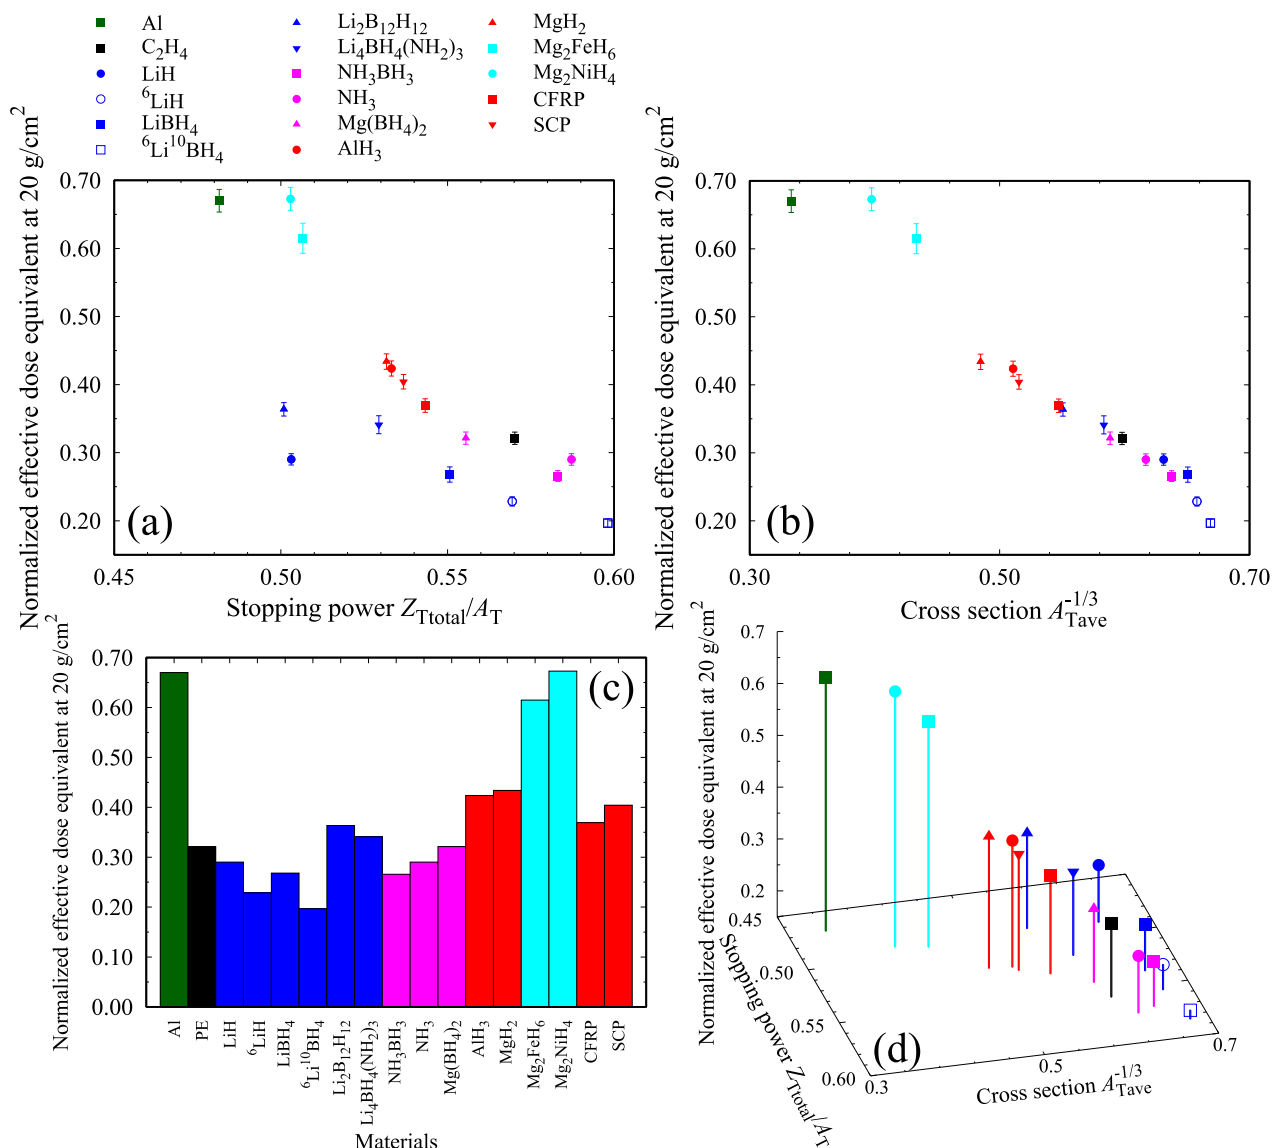 Al
C2H4
LiH
6LiH
LiBH4
6Li10BH4
Li2B12H12
Li4BH4(NH2)3
NH3BH3
NH3
Mg(BH4)2
AlH3
MgH2
Mg2FeH6
Mg2NiH4
CFRP
SCP
Normalized effective dose equivalent at 20 g/cm2
0.70
0.60
0.50
0.40
0.30
0.20
(a)
0.45 0.50 0.55 0.60
Stopping power ZTtotal/AT
Normalized effective dose equivalent at 20 g/cm2
0.70
0.60
0.50
0.40
0.30
0.20
(b)
0.30 0.50 0.70
Cross section ATave-1/3
Normalized effective dose equivalent at 20 g/cm2
0.70
0.60
0.50
0.40
0.30
0.20
0.10
0.00
(c)
Al
PE
LiH
6LiH
LiBH4
6Li10BH4
Li2B12H12
Li4BH4(NH2)3
NH3BH3
NH3
Mg(BH4)2
AlH3
MgH2
Mg2FeH6
Mg2NiH4
CFRP
SCP
Materials
Normalized effective dose equivalent at 20 g/cm2
0.7
0.6
0.5
0.4
0.3
0.2
0.45
0.50
0.55
0.60
Stopping power ZTtotal/AT
(d)
0.3
0.5
0.7
Cross section ATave-1/3